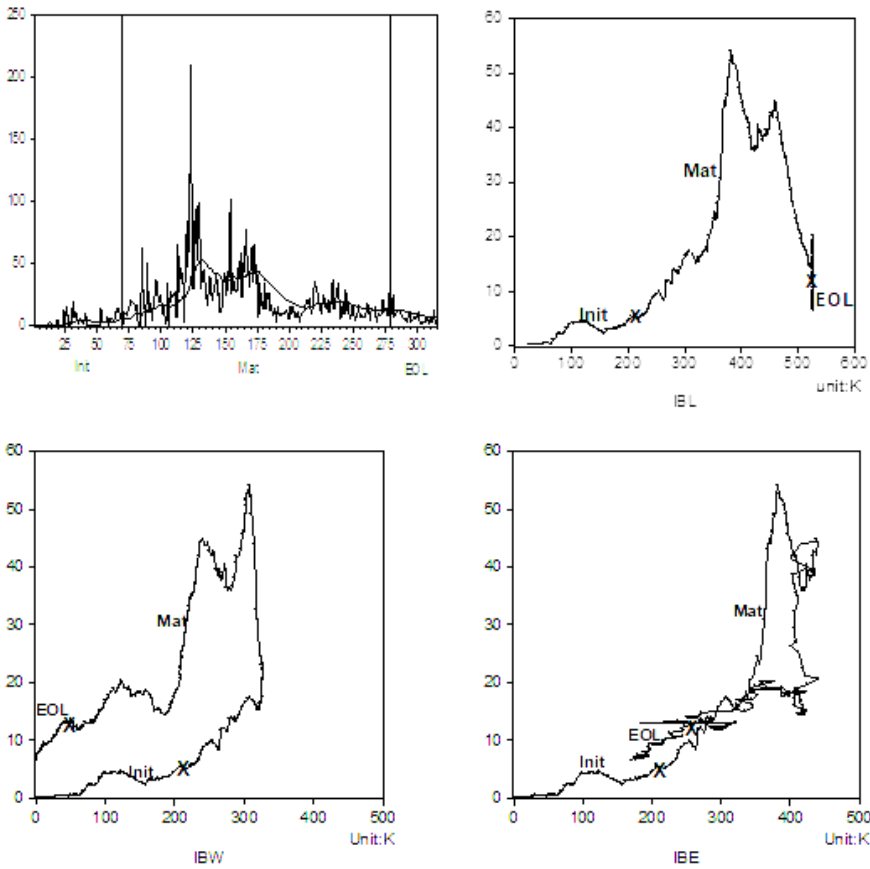 250
200
150
100
50
0
25 50 75 100 125 150 175 200 225 250 275 300
Init Mat EOL
60
50
40
Mat
30
20
10
X
EOL
Init X
0
100 200 300 400 500 600
unit:K
IBL
60
50
40
30
Mat
20
EOL
X
10
Init X
0
0 100 200 300 400 500
Unit:K
IBW
60
50
40
Mat
30
20
EOL X
10
Init X
0
0 100 200 300 400 500
Unit:K
IBE